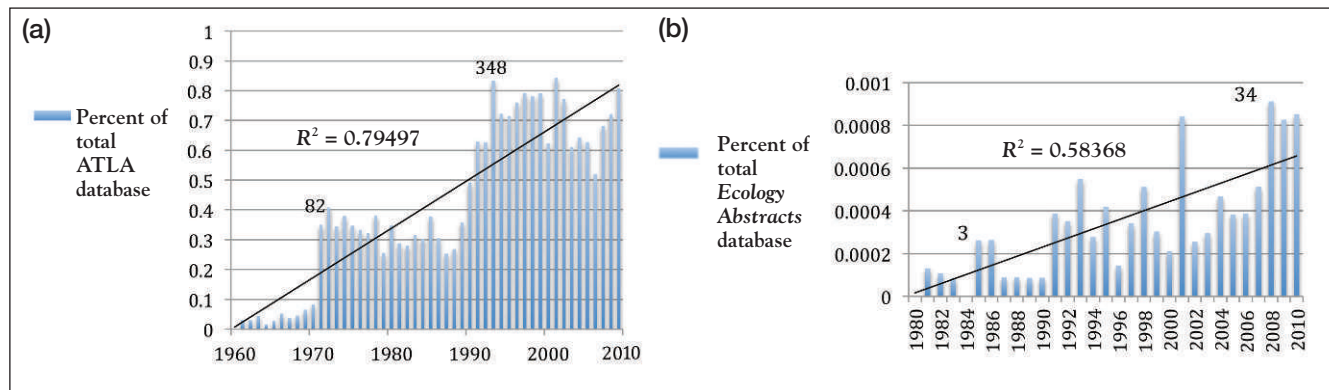 (a)
1
0.9
0.8
0.7
0.6
0.5
0.4
0.3
0.2
0.1
0
1960 1970 1980 1990 2000 2010
82
348
R² = 0.79497
Percent of
total
ATLA
database
(b)
0.001
0.0008
0.0006
0.0004
0.0002
0
1980 1982 1984 1986 1988 1990 1992 1994 1996 1998 2000 2002 2004 2006 2008 2010
3
34
R² = 0.58368
Percent of
total
Ecology
Abstracts
database